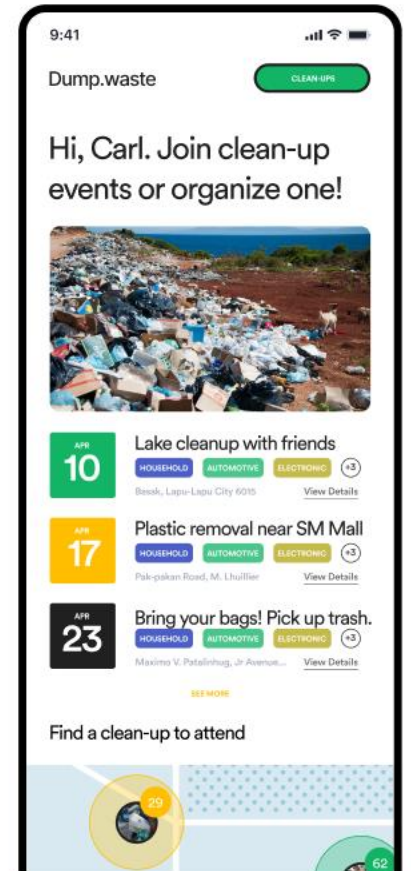 9:41
Dump.waste
CLEAN-UPS
Hi, Carl. Join clean-up
events or organize one!
APR
10
Lake cleanup with friends
HOUSEHOLD AUTOMOTIVE ELECTRONIC +3
Basak, Lapu-Lapu City 6015 View Details
APR
17
Plastic removal near SM Mall
HOUSEHOLD AUTOMOTIVE ELECTRONIC +3
Pak-pakan Road, M. Lhuillier View Details
APR
23
Bring your bags! Pick up trash.
HOUSEHOLD AUTOMOTIVE ELECTRONIC +3
Maximo V. Patalinhug, Jr Avenue... View Details
SEE MORE
Find a clean-up to attend
29
62